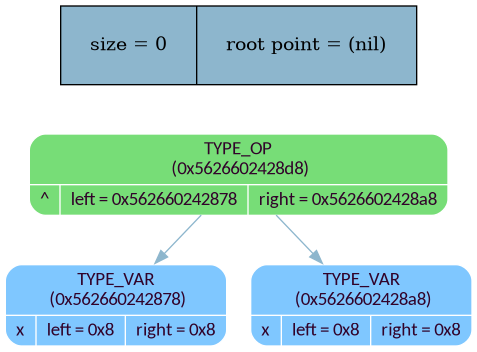 size = 0 root point = (nil)
TYPE_OP
(0x5626602428d8)
^ left = 0x562660242878 right = 0x5626602428a8
TYPE_VAR
(0x562660242878)
x left = 0x8 right = 0x8
TYPE_VAR
(0x5626602428a8)
x left = 0x8 right = 0x8